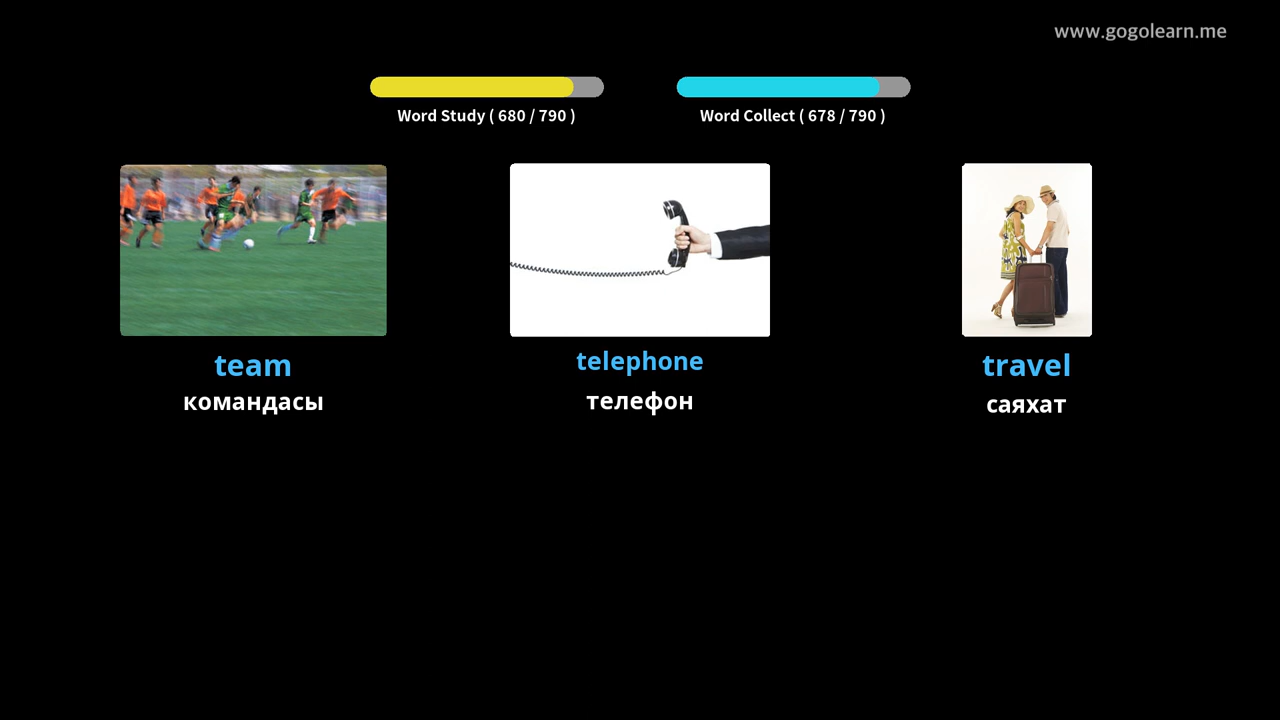 www.gogolearn.me
Word Study ( 680 / 790 )
Word Collect ( 678 / 790 )
team
командасы
telephone
телефон
travel
саяхат